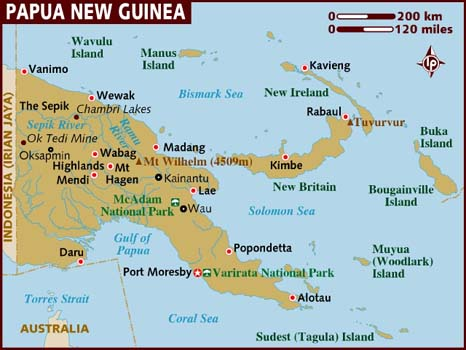 PAPUA NEW GUINEA
0 200 km
0 120 miles
lp
Wavulu
Island
Manus
Island
Vanimo
Kavieng
Wewak
Bismark Sea
New Ireland
The Sepik
Chambri Lakes
Rabaul
Tuvurvur
Sepik River
Ramu
River
Buka
Island
Ok Tedi Mine
Madang
Oksapmin
Wabag
Mt Wilhelm (4509m)
Kimbe
Highlands
Mt
Hagen
Mendi
Kainantu
New Britain
Bougainville
Island
Lae
McAdam
National Park
Wau
Solomon Sea
INDONESIA (IRIAN JAYA)
Gulf of
Papua
Popondetta
Muyua
(Woodlark)
Island
Daru
Port Moresby
Varirata National Park
Torres Strait
Alotau
Coral Sea
AUSTRALIA
Sudest (Tagula) Island